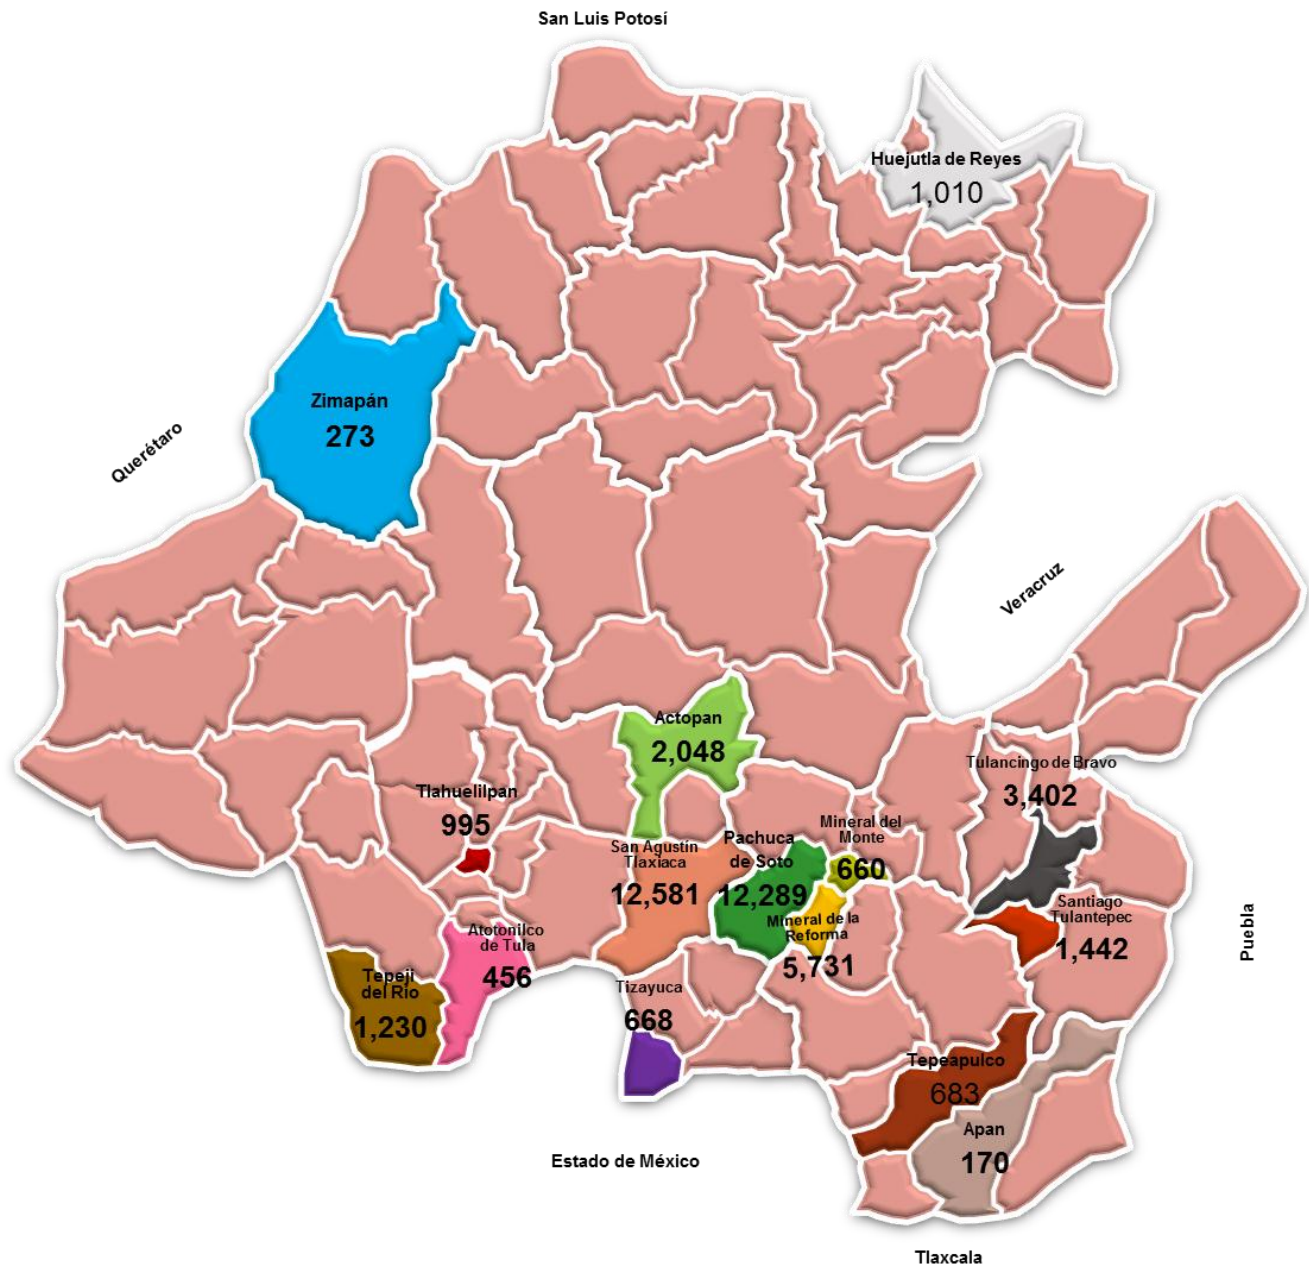 San Luis Potosí
Huejutla de Reyes
1,010
Zimapán
273
Querétaro
Veracruz
Actopan
2,048
Tulancingo de Bravo
3,402
Tlahuelilpan
995
Mineral del
Monte
660
San Agustín
Tlaxiaca
12,581
Pachuca
de Soto
12,289
Mineral de la
Reforma
5,731
Santiago
Tulantepec
1,442
Puebla
Atotonilco
de Tula
456
Tepeji
del Río
1,230
Tizayuca
668
Tepeapulco
683
Apan
170
Estado de México
Tlaxcala